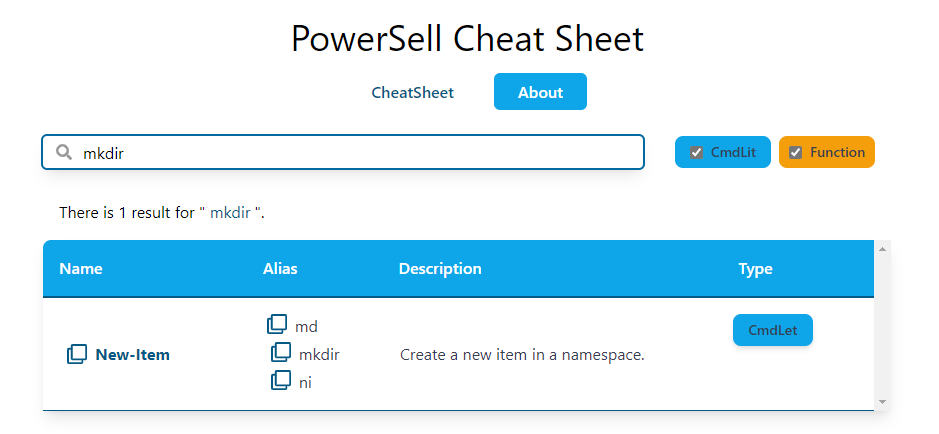 PowerSell Cheat Sheet
CheatSheet About
mkdir CmdLit Function
There is 1 result for " mkdir ".
Name Alias Description Type
md
mkdir
ni
New-Item
Create a new item in a namespace.
CmdLet